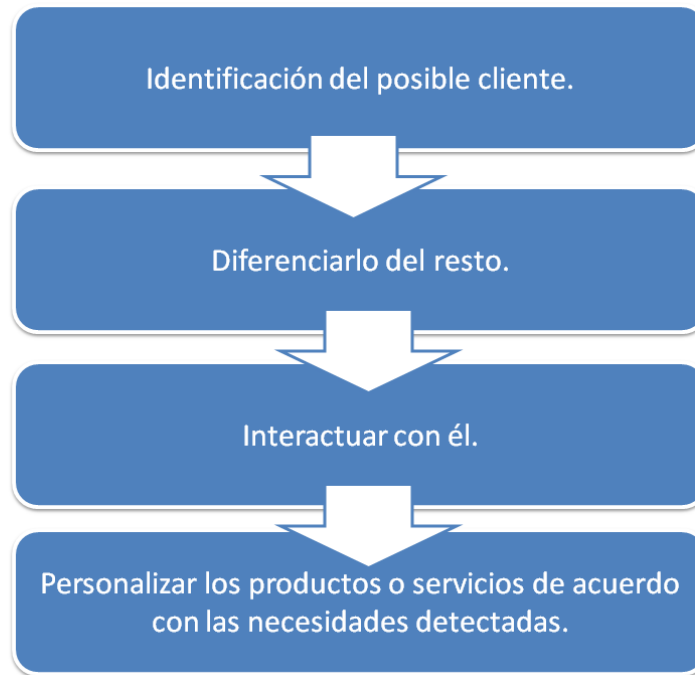 Identificación del posible cliente.
Diferenciarlo del resto.
Interactuar con él.
Personalizar los productos o servicios de acuerdo
con las necesidades detectadas.